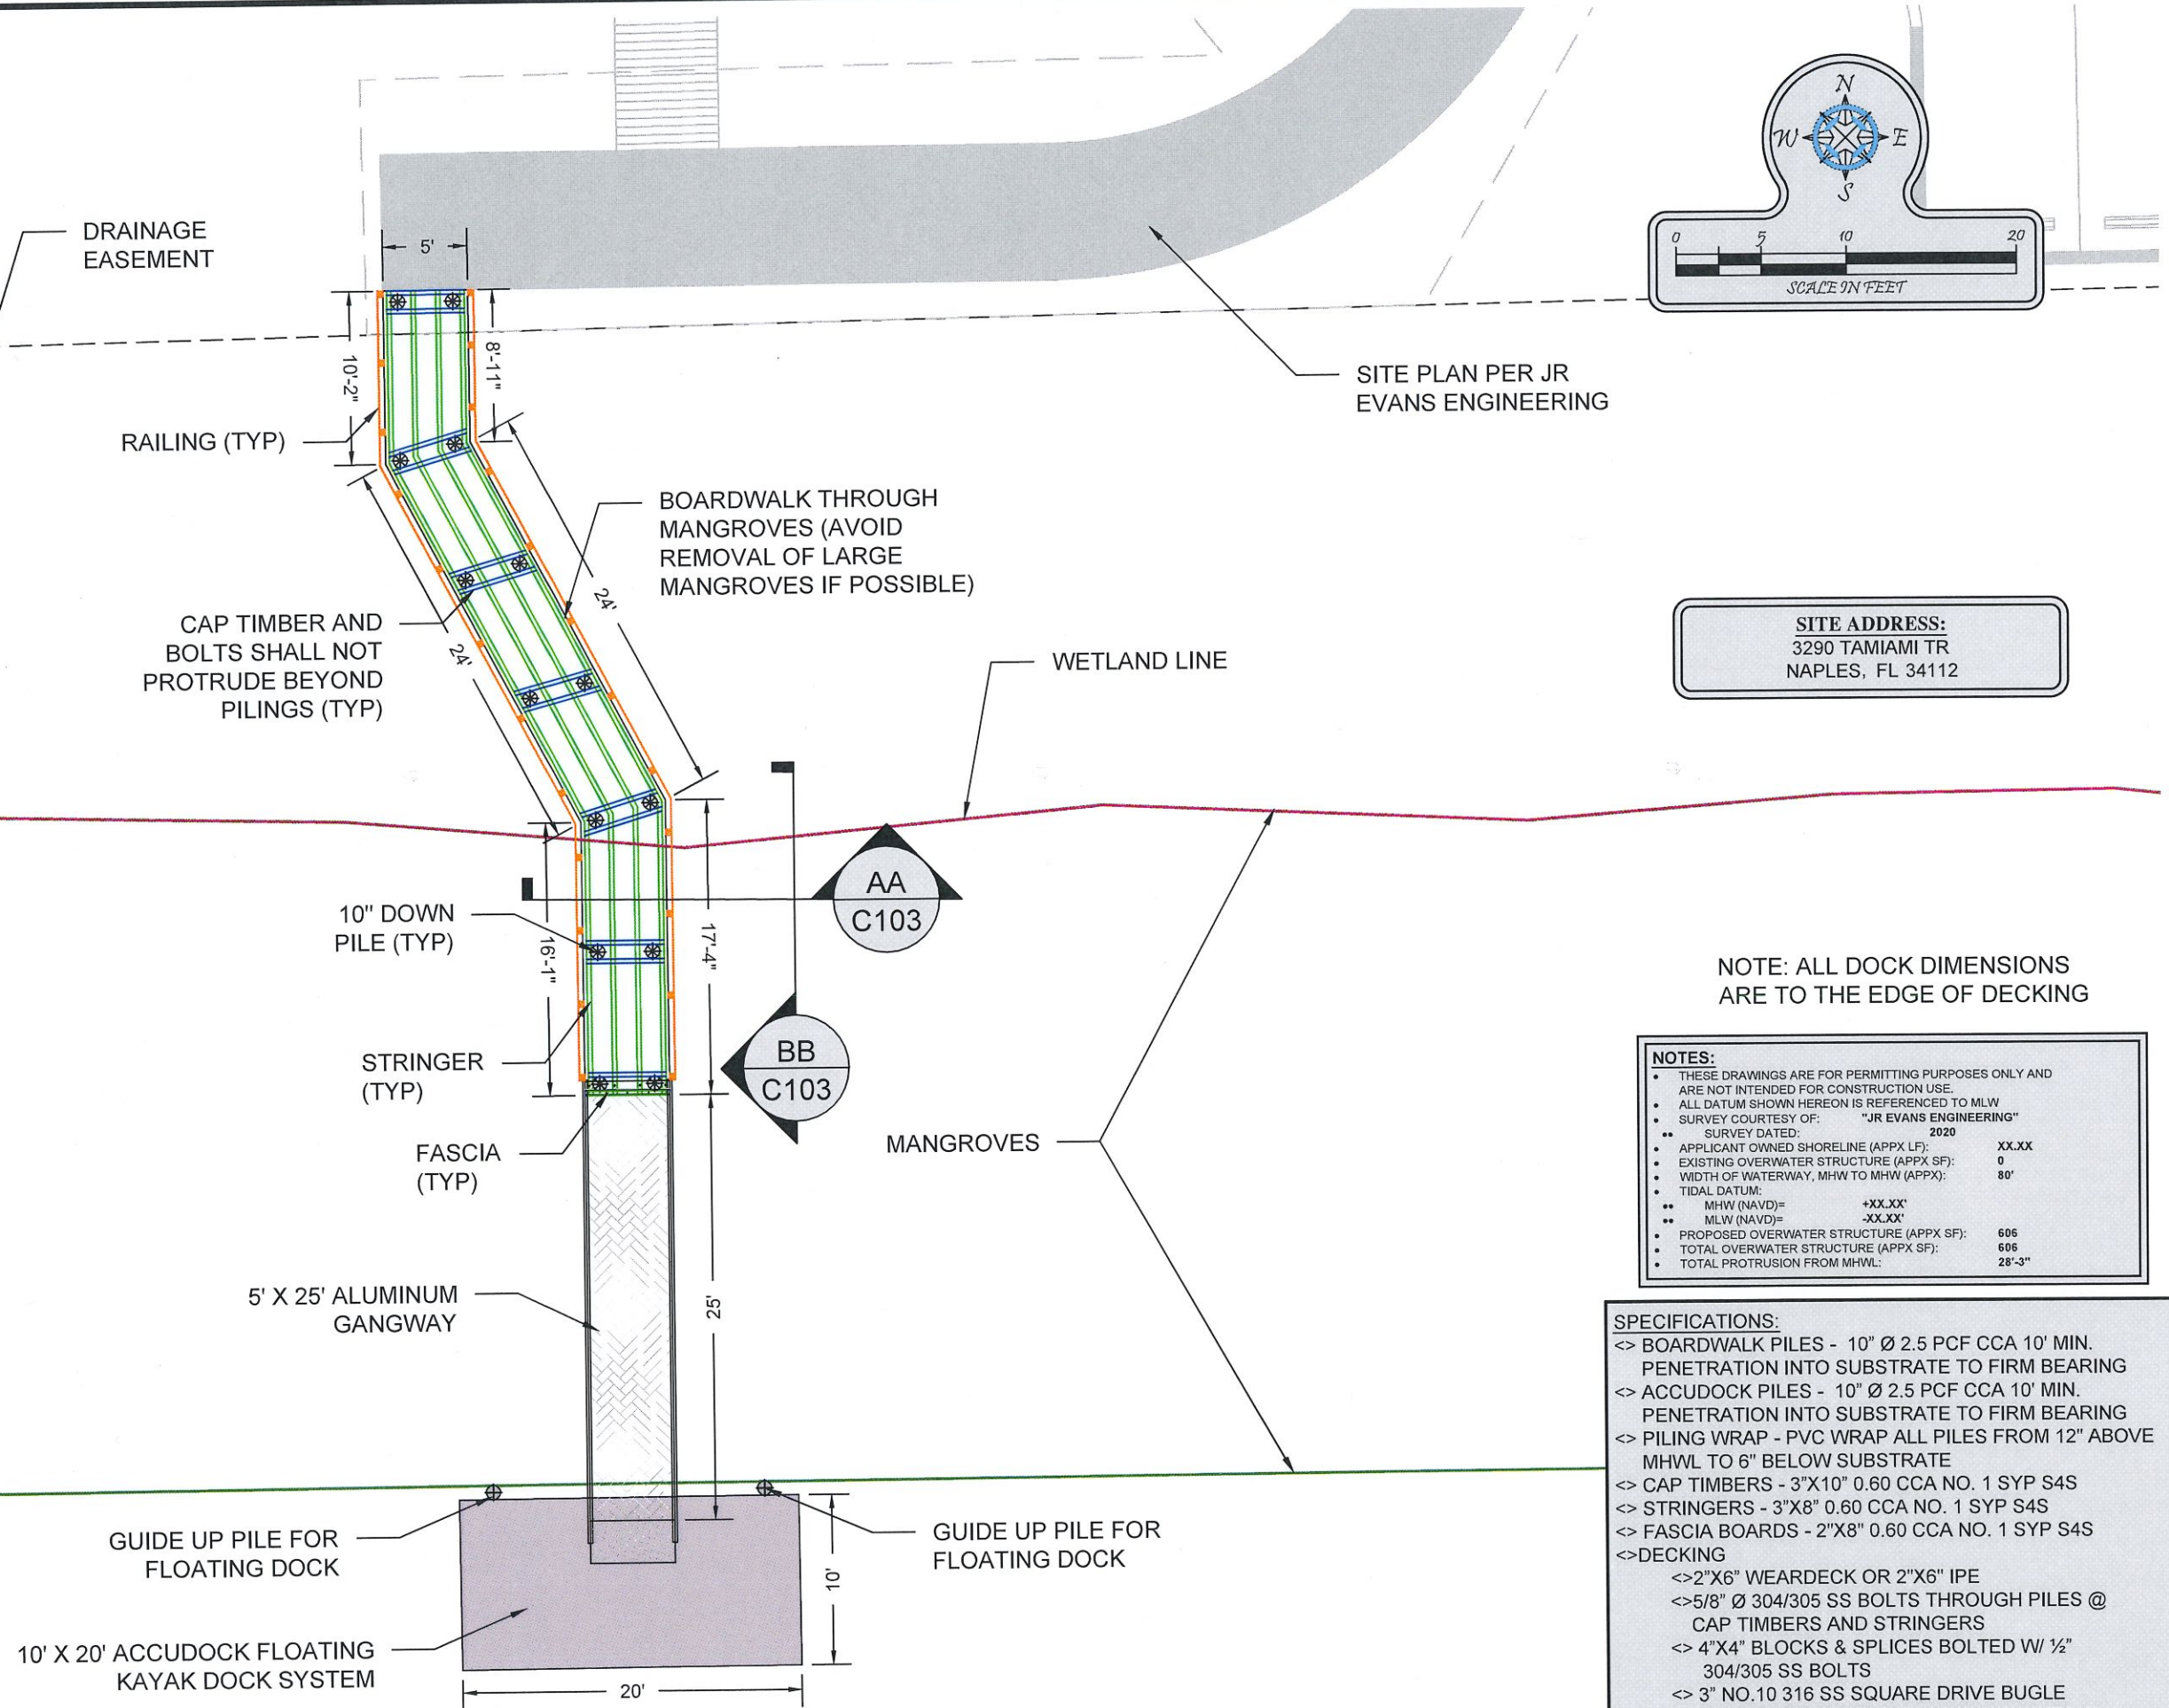 DRAINAGE
EASEMENT
5'
N
W
E
S
0 5 10 20
SCALE IN FEET
10'-2"
8'-11"
SITE PLAN PER JR
EVANS ENGINEERING
RAILING (TYP)
BOARDWALK THROUGH
MANGROVES (AVOID
REMOVAL OF LARGE
MANGROVES IF POSSIBLE)
24'
24'
CAP TIMBER AND
BOLTS SHALL NOT
PROTRUDE BEYOND
PILINGS (TYP)
WETLAND LINE
SITE ADDRESS:
3290 TAMIAMI TR
NAPLES, FL 34112
AA
C103
10" DOWN
PILE (TYP)
16'-1"
17'-4"
NOTE: ALL DOCK DIMENSIONS
ARE TO THE EDGE OF DECKING
BB
C103
STRINGER
(TYP)
FASCIA
(TYP)
MANGROVES
NOTES:
• THESE DRAWINGS ARE FOR PERMITTING PURPOSES ONLY AND
ARE NOT INTENDED FOR CONSTRUCTION USE.
• ALL DATUM SHOWN HEREON IS REFERENCED TO MLW
• SURVEY COURTESY OF: "JR EVANS ENGINEERING"
•• SURVEY DATED: 2020
• APPLICANT OWNED SHORELINE (APPX LF): XX.XX
• EXISTING OVERWATER STRUCTURE (APPX SF): 0
• WIDTH OF WATERWAY, MHW TO MHW (APPX): 80'
• TIDAL DATUM:
•• MHW (NAVD)= +XX.XX'
•• MLW (NAVD)= -XX.XX'
• PROPOSED OVERWATER STRUCTURE (APPX SF): 606
• TOTAL OVERWATER STRUCTURE (APPX SF): 606
• TOTAL PROTRUSION FROM MHWL: 28'-3"
5' X 25' ALUMINUM
GANGWAY
25'
SPECIFICATIONS:
<> BOARDWALK PILES - 10" Ø 2.5 PCF CCA 10' MIN.
PENETRATION INTO SUBSTRATE TO FIRM BEARING
<> ACCUDOCK PILES - 10" Ø 2.5 PCF CCA 10' MIN.
PENETRATION INTO SUBSTRATE TO FIRM BEARING
<> PILING WRAP - PVC WRAP ALL PILES FROM 12" ABOVE
MHWL TO 6" BELOW SUBSTRATE
<> CAP TIMBERS - 3"X10" 0.60 CCA NO. 1 SYP S4S
<> STRINGERS - 3"X8" 0.60 CCA NO. 1 SYP S4S
<> FASCIA BOARDS - 2"X8" 0.60 CCA NO. 1 SYP S4S
<>DECKING
<>2"X6" WEARDECK OR 2"X6" IPE
<>5/8" Ø 304/305 SS BOLTS THROUGH PILES @
CAP TIMBERS AND STRINGERS
<> 4"X4" BLOCKS & SPLICES BOLTED W/ ½"
304/305 SS BOLTS
<> 3" NO.10 316 SS SQUARE DRIVE BUGLE
GUIDE UP PILE FOR
FLOATING DOCK
GUIDE UP PILE FOR
FLOATING DOCK
10'
10' X 20' ACCUDOCK FLOATING
KAYAK DOCK SYSTEM
20'